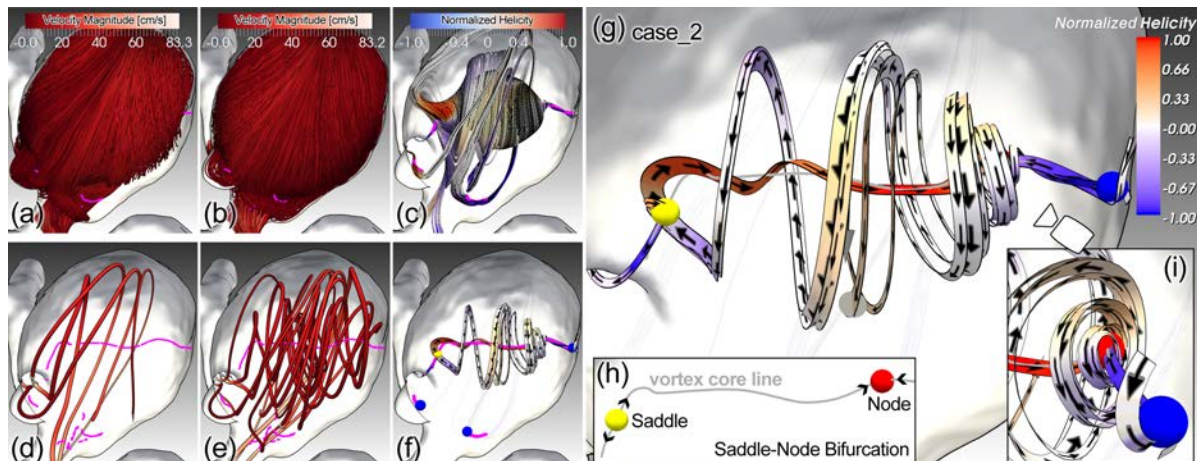 Velocity Magnitude [cm/s]
-0.0 20 40 60 83.3
(a)
Velocity Magnitude [cm/s]
-0.0 20 40 60 83.2
(b)
Normalized Helicity
-1.0 -0.4 0 0.4 1.0
(c)
(d)
(e)
(f)
(g) case_2
Normalized Helicity
1.00
0.66
0.33
-0.00
-0.33
-0.67
-1.00
(h)
vortex core line
Saddle
Node
Saddle-Node Bifurcation
(i)